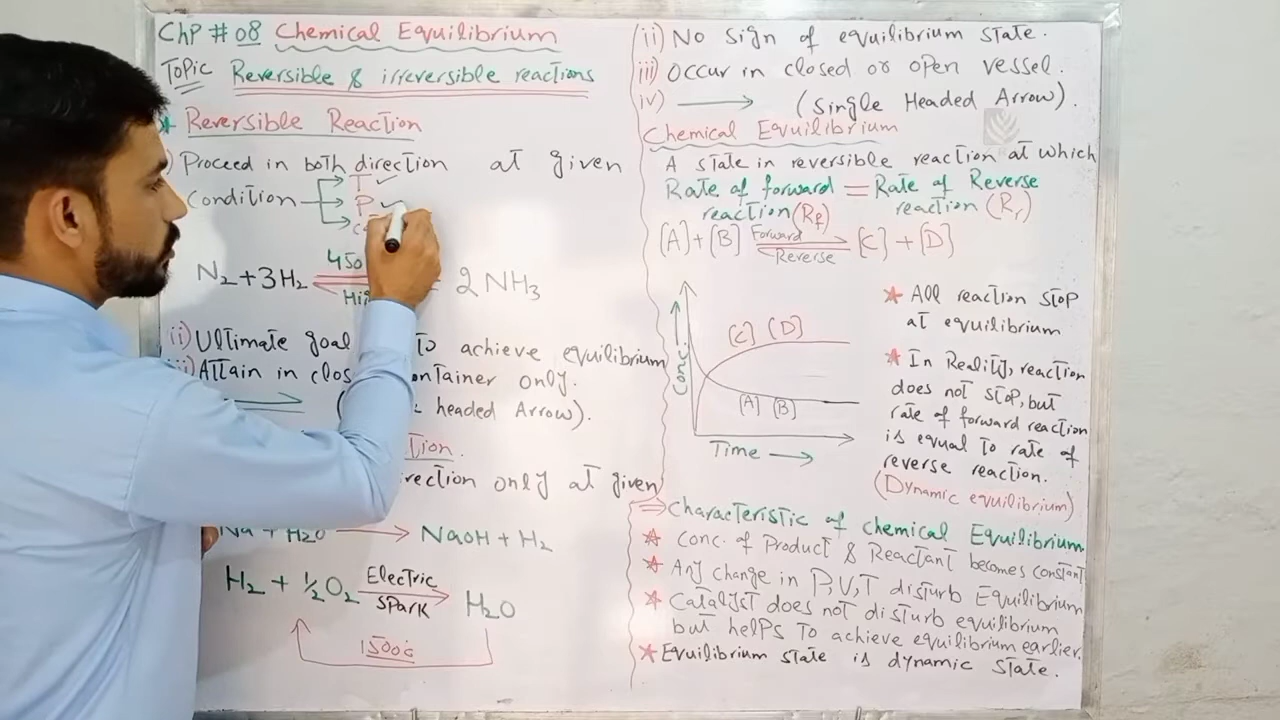 ChP # 08 Chemical Equilibrium
Topic Reversible & irreversible reactions
Reversible Reaction
Proceed in both direction at given
condition T
P
N2 + 3H2 450 2NH3
ii) Ultimate goal To achieve equilibrium
Attain in container only.
headed Arrow).
only at given
Na + H2O → NaOH + H2
H2 + ½O2 Electric Spark → H2O
1500c
ii) No sign of equilibrium state.
iii) Occur in closed or open vessel.
iv) → (Single Headed Arrow).
Chemical Equilibrium
A state in reversible reaction at which
Rate of forward = Rate of Reverse
reaction (Rf) reaction (Rr)
[A] + [B] Forward Reverse [C] + [D]
Conc.
[C] [D]
[A] [B]
Time →
* All reaction stop
at equilibrium
* In Reality, reaction
does not stop, but
rate of forward reaction
is equal to rate of
reverse reaction.
(Dynamic equilibrium)
⇒ Characteristic of chemical Equilibrium
* Conc. of Product & Reactant becomes constant
* Any change in P,V,T disturb Equilibrium
* Catalyst does not disturb equilibrium
but helps to achieve equilibrium earlier.
* Equilibrium state is dynamic state.